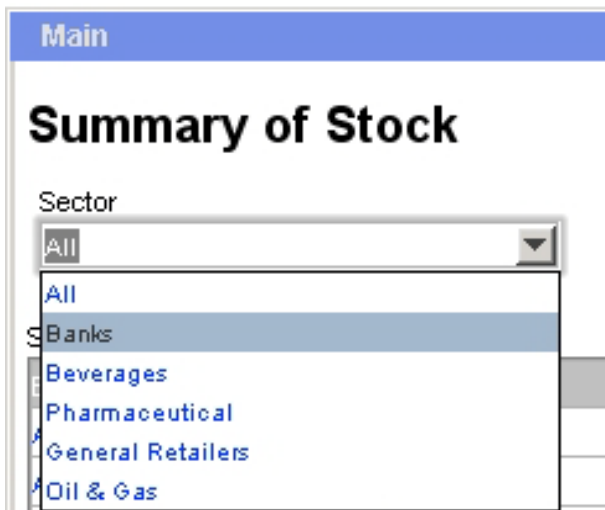 Main
Summary of Stock
Sector
All
All
Banks
Beverages
Pharmaceutical
General Retailers
Oil & Gas